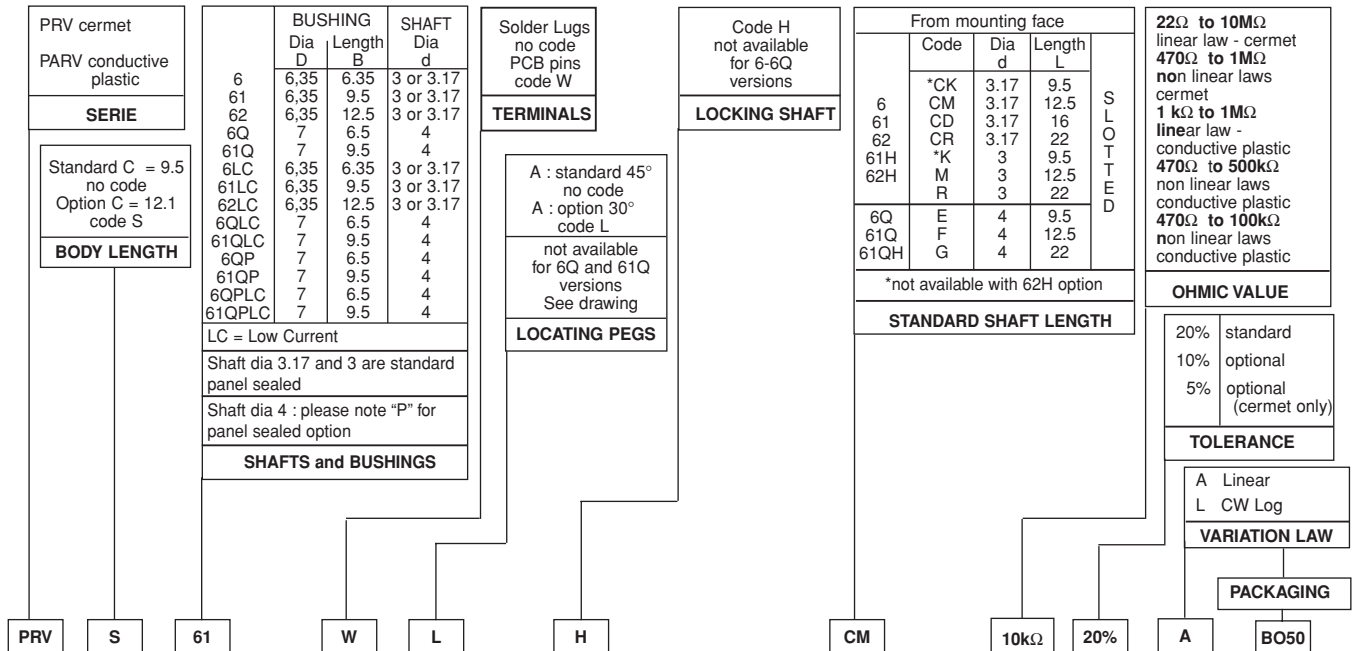 PRV cermet
PARV conductive
plastic
SERIE
Standard C = 9.5
no code
Option C = 12.1
code S
BODY LENGTH
BUSHING SHAFT
Dia Length Dia
D B d
6 6,35 6.35 3 or 3.17
61 6,35 9.5 3 or 3.17
62 6,35 12.5 3 or 3.17
6Q 7 6.5 4
61Q 7 9.5 4
6LC 6,35 6.35 3 or 3.17
61LC 6,35 9.5 3 or 3.17
62LC 6,35 12.5 3 or 3.17
6QLC 7 6.5 4
61QLC 7 9.5 4
6QP 7 6.5 4
61QP 7 9.5 4
6QPLC 7 6.5 4
61QPLC 7 9.5 4
LC = Low Current
Shaft dia 3.17 and 3 are standard
panel sealed
Shaft dia 4 : please note “P” for
panel sealed option
SHAFTS and BUSHINGS
Solder Lugs
no code
PCB pins
code W
TERMINALS
A : standard 45°
no code
A : option 30°
code L
not available
for 6Q and 61Q
versions
See drawing
LOCATING PEGS
Code H
not available
for 6-6Q
versions
LOCKING SHAFT
From mounting face
Code Dia Length
d L
*CK 3.17 9.5
6 CM 3.17 12.5
61 CD 3.17 16
62 CR 3.17 22
61H *K 3 9.5
62H M 3 12.5
R 3 22
6Q E 4 9.5
61Q F 4 12.5
61QH G 4 22
SLOTTED
*not available with 62H option
STANDARD SHAFT LENGTH
22Ω to 10MΩ
linear law - cermet
470Ω to 1MΩ
non linear laws
cermet
1 kΩ to 1MΩ
linear law -
conductive plastic
470Ω to 500kΩ
non linear laws
conductive plastic
470Ω to 100kΩ
non linear laws
conductive plastic
OHMIC VALUE
20% standard
10% optional
5% optional
(cermet only)
TOLERANCE
A Linear
L CW Log
VARIATION LAW
PACKAGING
PRV S 61 W L H CM 10kΩ 20% A BO50